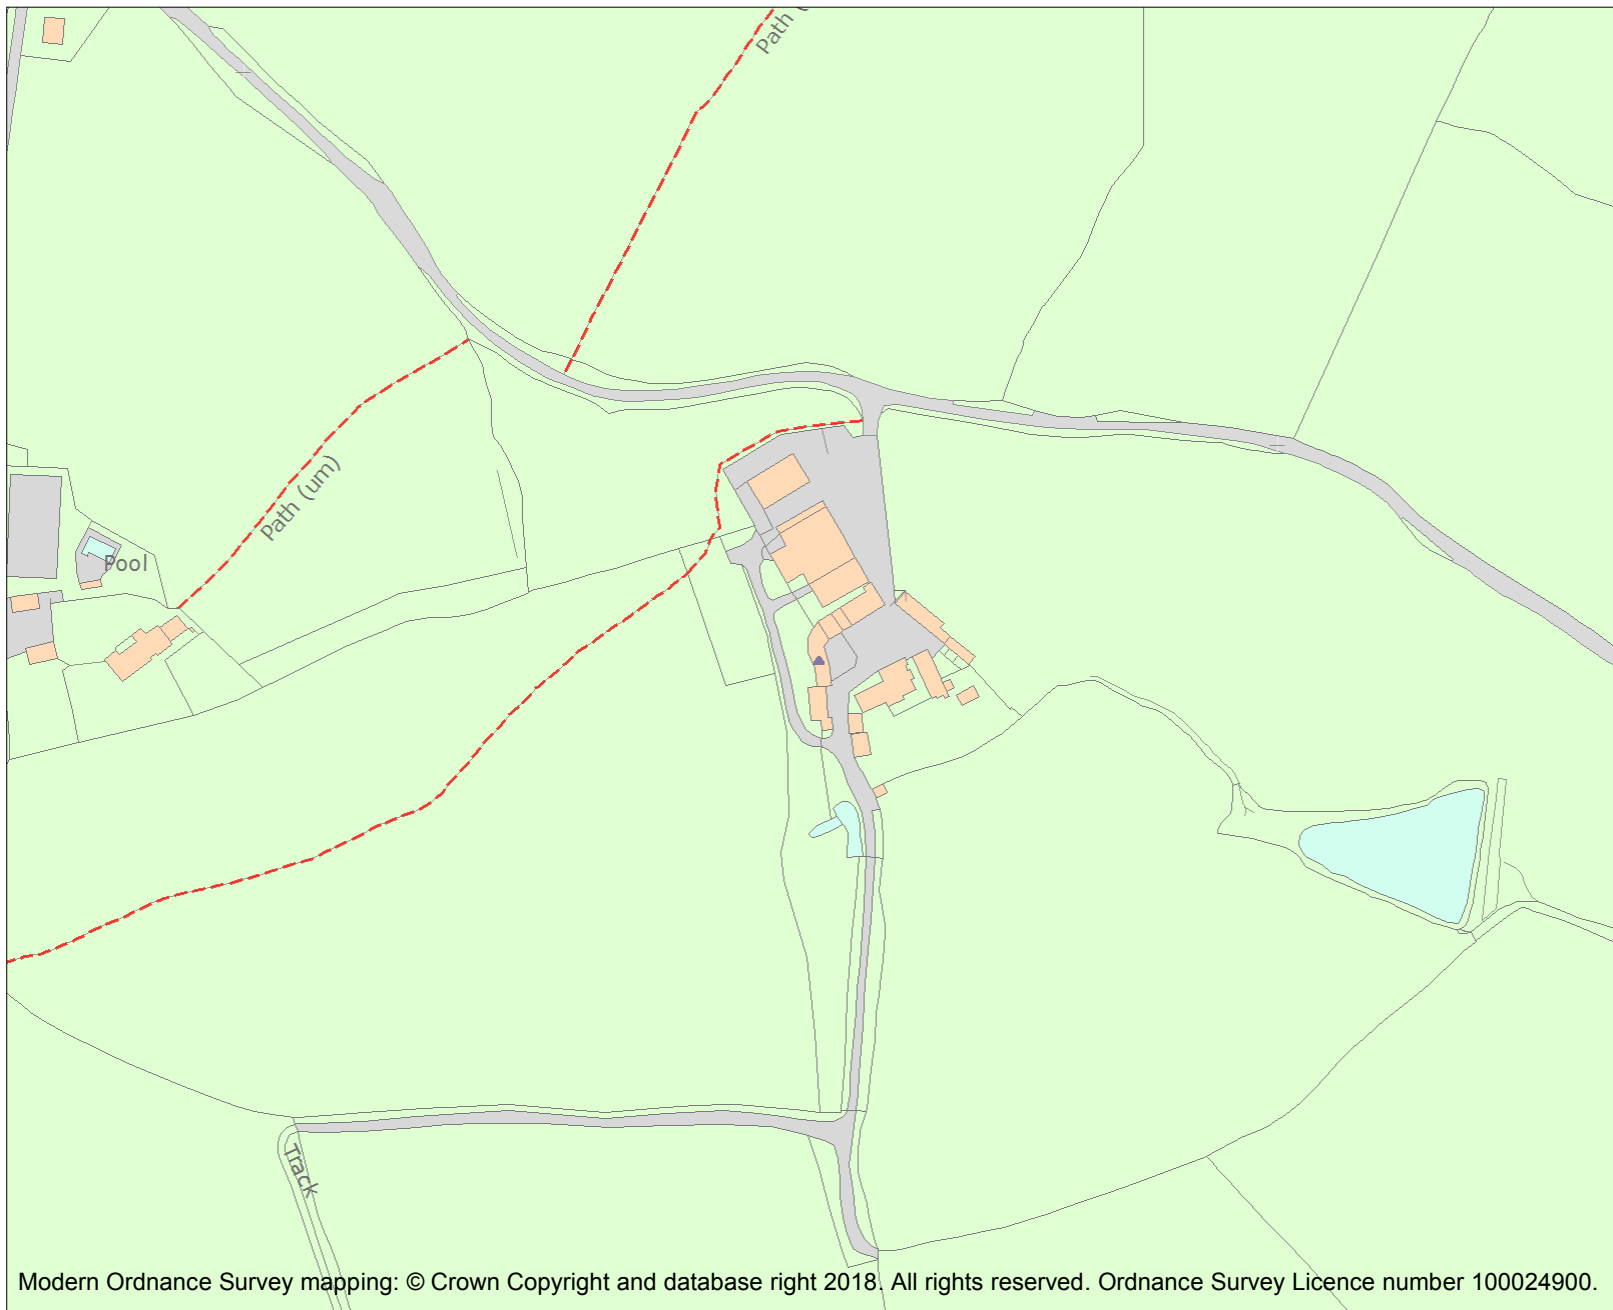 Path (
Path (um)
Pool
Track
Modern Ordnance Survey mapping: © Crown Copyright and database right 2018. All rights reserved. Ordnance Survey Licence number 100024900.